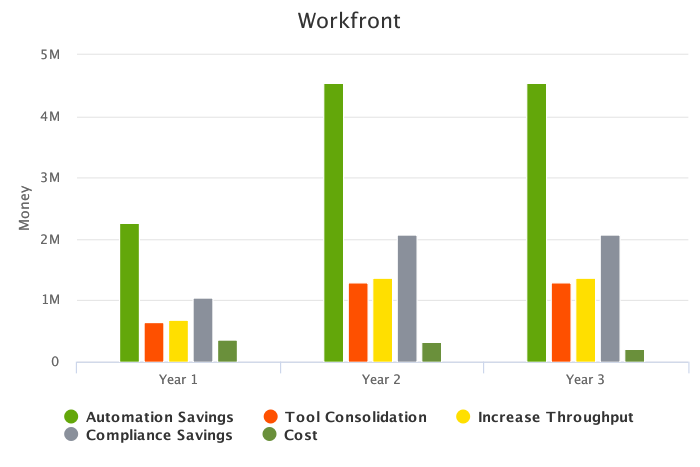 Workfront
5M
4M
3M
2M
1M
0
Money
Year 1
Year 2
Year 3
Automation Savings
Tool Consolidation
Increase Throughput
Compliance Savings
Cost